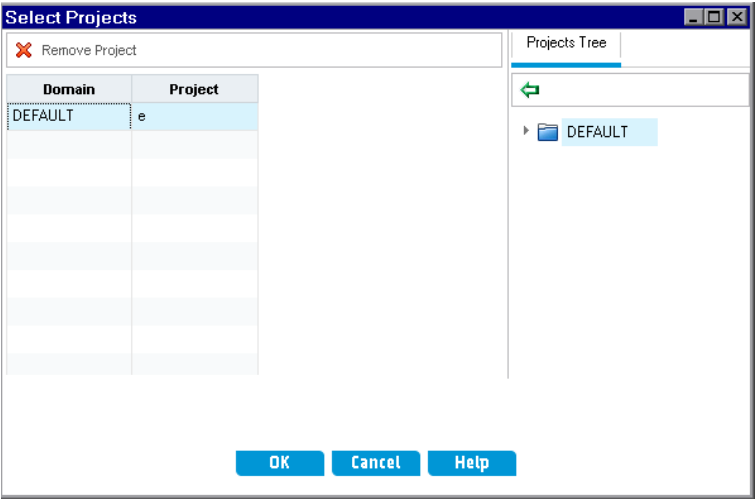 Select Projects
Remove Project
Projects Tree
Domain Project
DEFAULT e
DEFAULT
OK Cancel Help